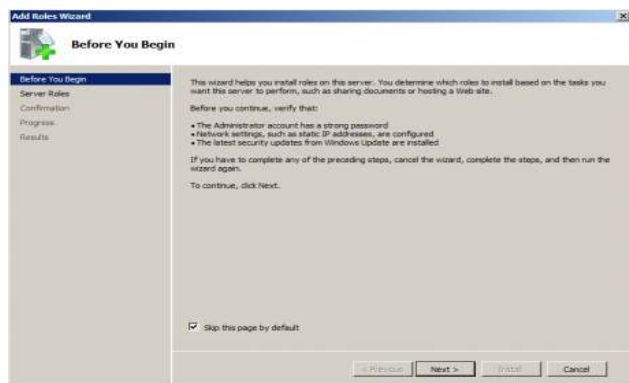 Add Roles Wizard
Before You Begin
Before You Begin
Server Roles
Confirmation
Progress
Results
This wizard helps you install roles on this server. You determine which roles to install based on the tasks you
want this server to perform, such as sharing documents or hosting a Web site.
Before you continue, verify that:
• The Administrator account has a strong password
• Network settings, such as static IP addresses, are configured
• The latest security updates from Windows Update are installed
If you have to complete any of the preceding steps, cancel the wizard, complete the steps, and then run the
wizard again.
To continue, click Next.
Skip this page by default
< Previous Next > Install Cancel